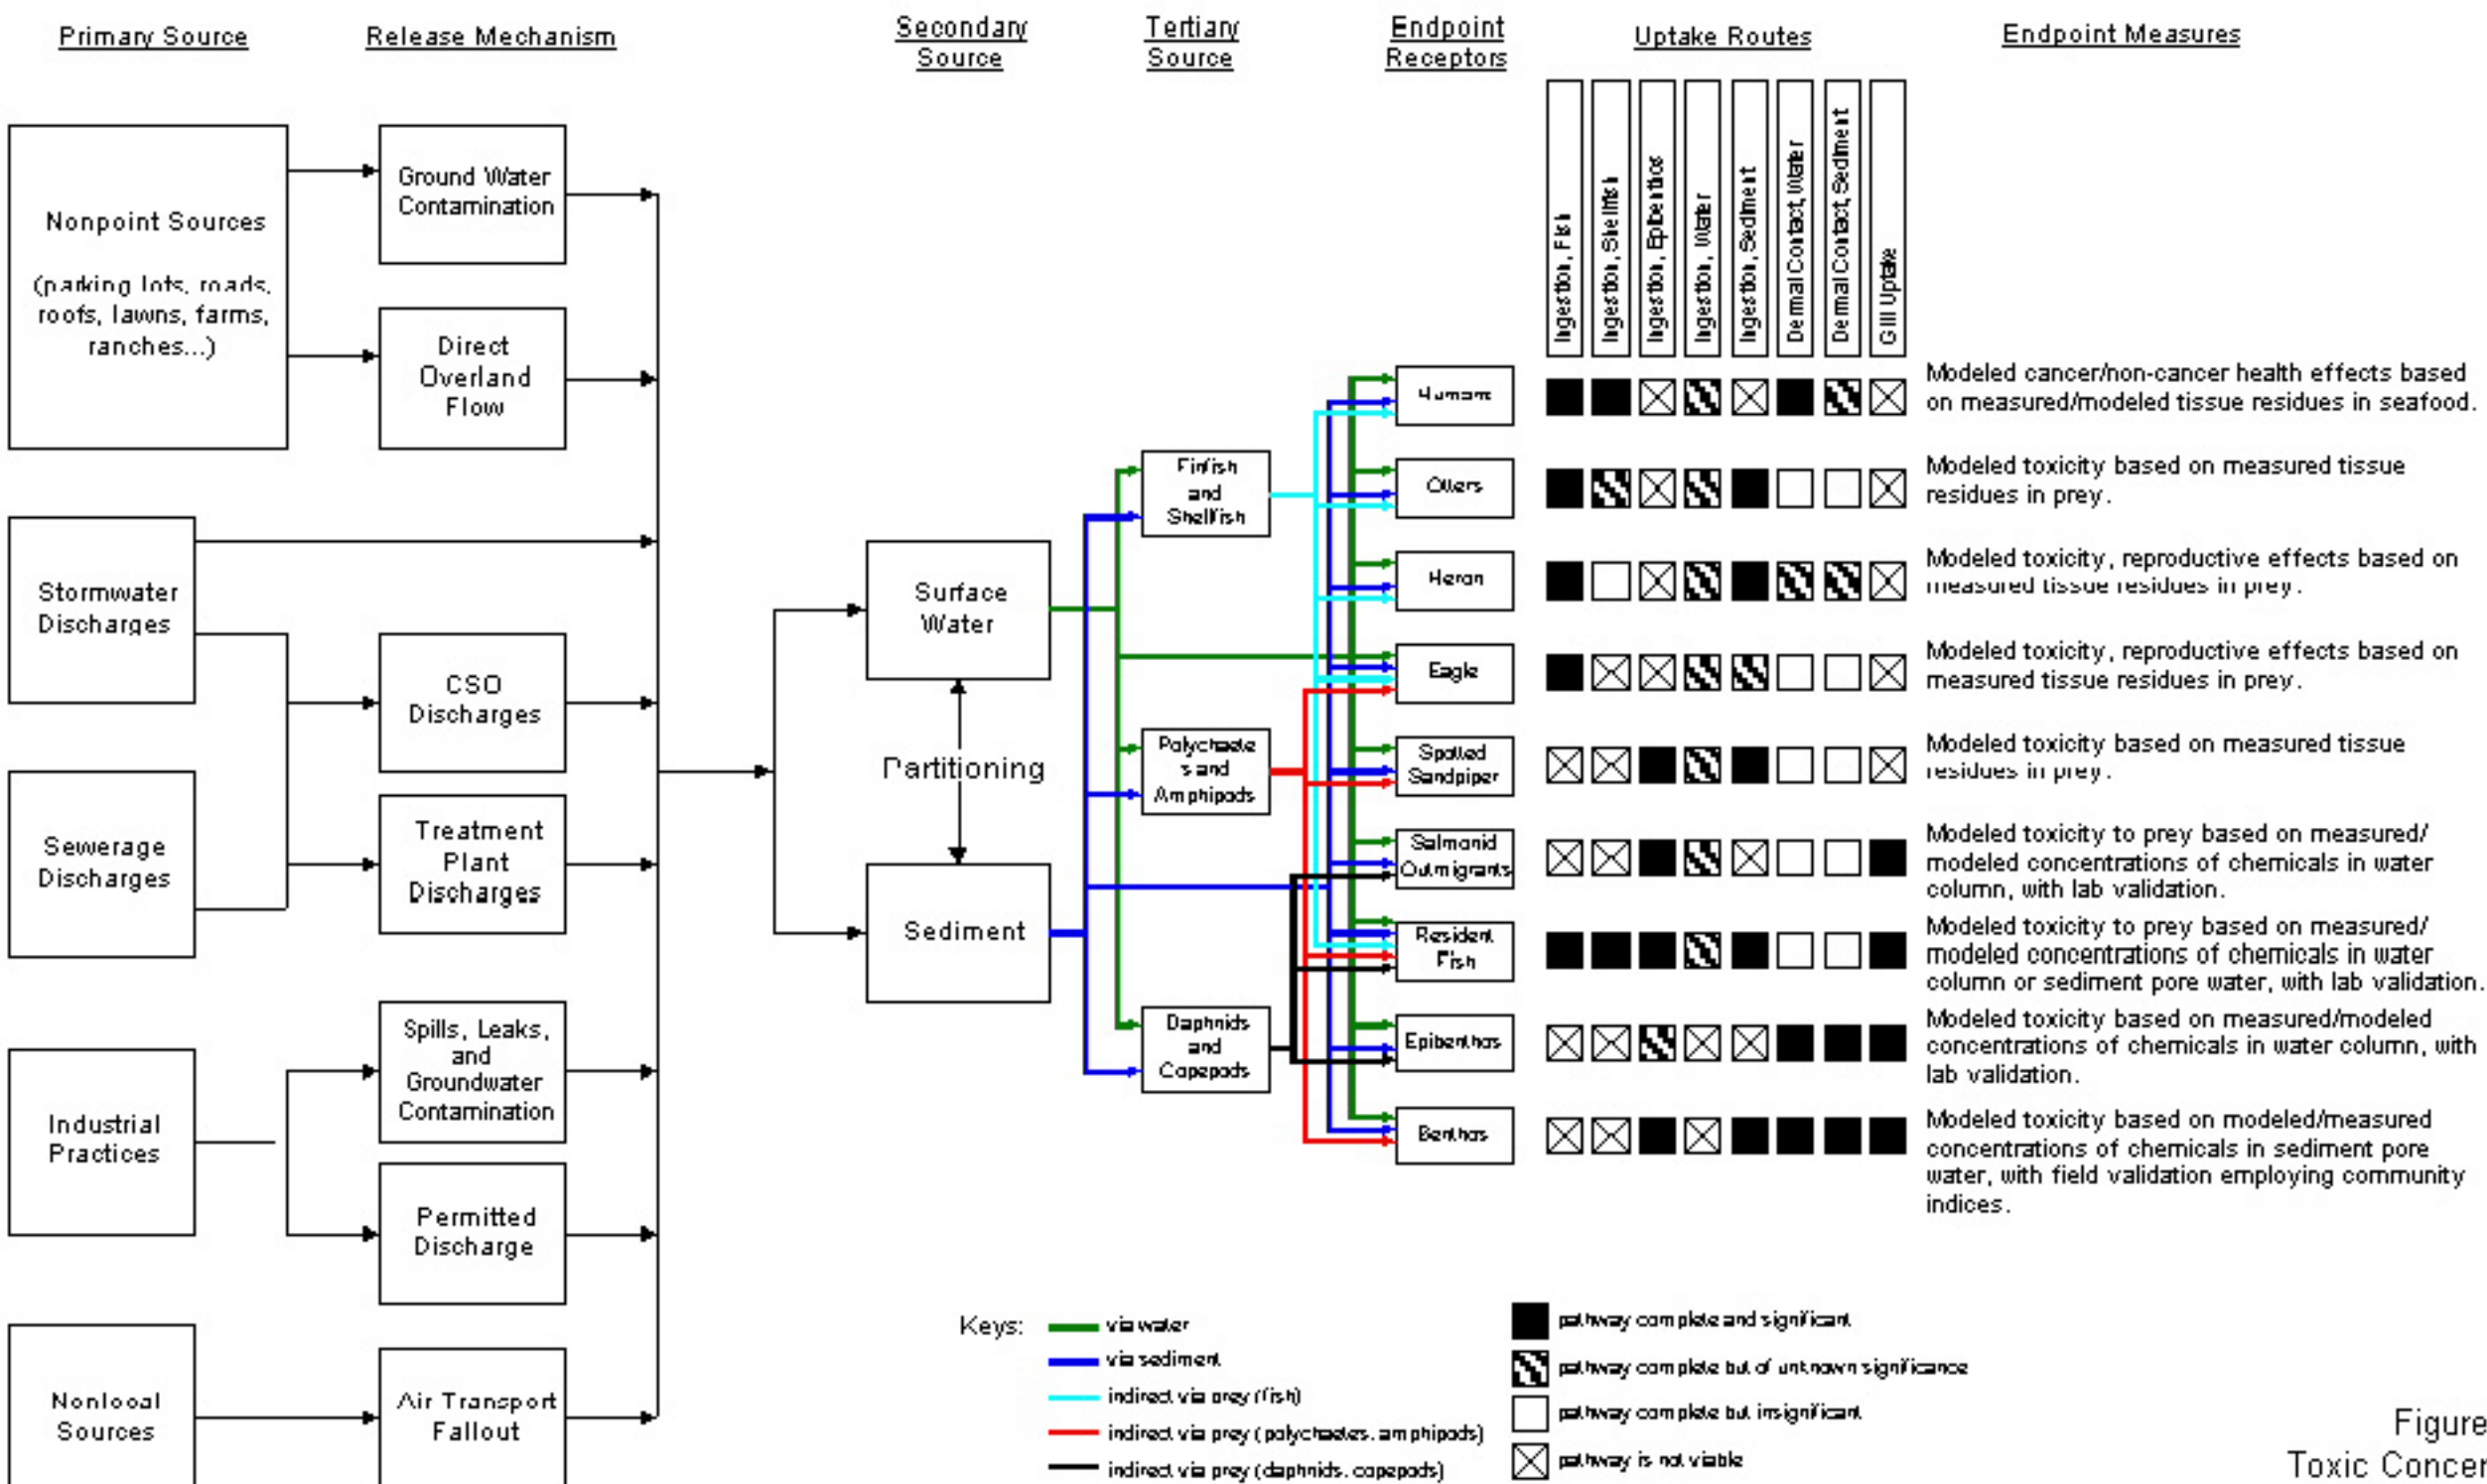 Primary Source
Release Mechanism
Secondary
Source
Tertiary
Source
Endpoint
Receptors
Uptake Routes
Endpoint Measures
Nonpoint Sources
(parking lots, roads,
roofs, lawns, farms,
ranches...)
Stormwater
Discharges
Sewerage
Discharges
Industrial
Practices
Nonlocal
Sources
Ground Water
Contamination
Direct
Overland
Flow
CSO
Discharges
Treatment
Plant
Discharges
Spills, Leaks,
and
Groundwater
Contamination
Permitted
Discharge
Air Transport
Fallout
Surface
Water
Partitioning
Sediment
Finfish
and
Shellfish
Polychaete
s and
Amphipods
Daphnids
and
Copepods
Humans
Otters
Heron
Eagle
Spotted
Sandpiper
Salmonid
Outmigrants
Resident
Fish
Epibenthos
Benthos
Ingestion, Fish
Ingestion, Shellfish
Ingestion, Epibenthos
Ingestion, Water
Ingestion, Sediment
Dermal Contact, Water
Dermal Contact, Sediment
Gill Uptake
Modeled cancer/non-cancer health effects based
on measured/modeled tissue residues in seafood.
Modeled toxicity based on measured tissue
residues in prey.
Modeled toxicity, reproductive effects based on
measured tissue residues in prey.
Modeled toxicity, reproductive effects based on
measured tissue residues in prey.
Modeled toxicity based on measured tissue
residues in prey.
Modeled toxicity to prey based on measured/
modeled concentrations of chemicals in water
column, with lab validation.
Modeled toxicity to prey based on measured/
modeled concentrations of chemicals in water
column or sediment pore water, with lab validation.
Modeled toxicity based on measured/modeled
concentrations of chemicals in water column, with
lab validation.
Modeled toxicity based on modeled/measured
concentrations of chemicals in sediment pore
water, with field validation employing community
indices.
Keys:
via water
via sediment
indirect via prey (fish)
indirect via prey (polychaetes, amphipods)
indirect via prey (daphnids, copepods)
pathway complete and significant
pathway complete but of unknown significance
pathway complete but insignificant
pathway is not viable
Figure
Toxic Concer